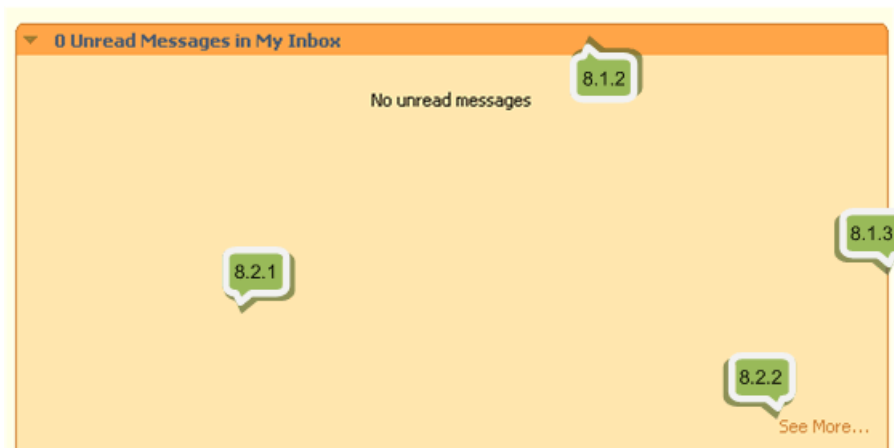 0 Unread Messages in My Inbox
8.1.2
No unread messages
8.1.3
8.2.1
8.2.2
See More...